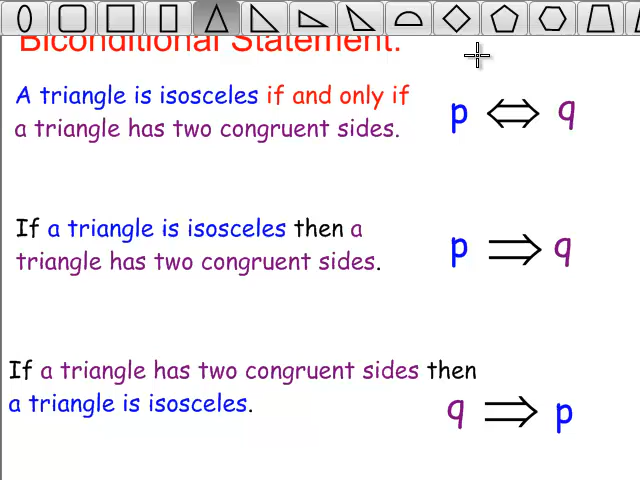 Biconditional Statement:
A triangle is isosceles if and only if
a triangle has two congruent sides.
p ⇔ q
If a triangle is isosceles then a
triangle has two congruent sides.
p ⇒ q
If a triangle has two congruent sides then
a triangle is isosceles.
q ⇒ p